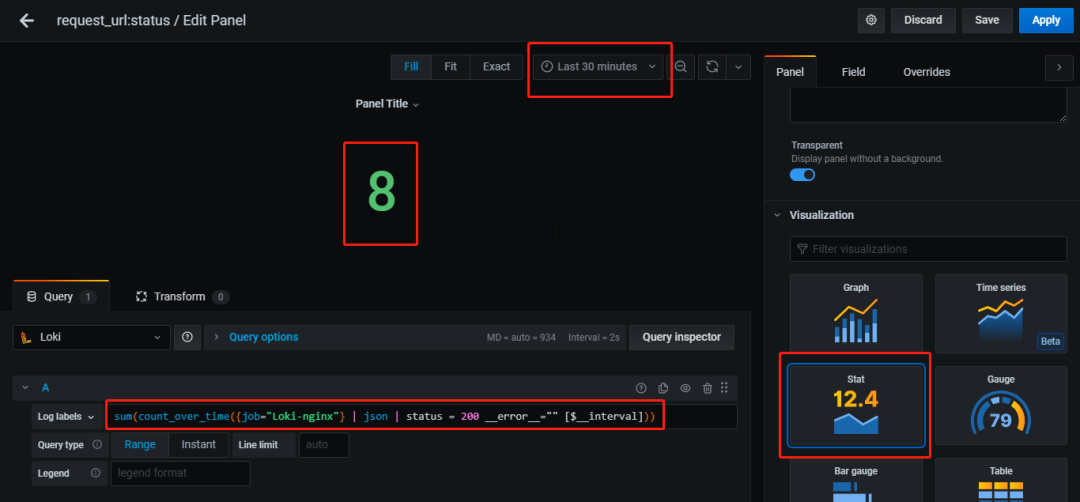 request_url:status / Edit Panel
Discard Save Apply
Fill Fit Exact Last 30 minutes
Panel Field Overrides
Panel Title
8
Transparent
Display panel without a background.
Visualization
Filter visualizations
Graph Time series
Beta
Stat Gauge
12.4 79
Bar gauge Table
Query 1 Transform 0
Loki Query options MD = auto = 934 Interval = 2s Query inspector
A
Log labels sum(count_over_time({job="Loki-nginx"} | json | status = 200 __error__="" [$__interval]))
Query type Range Instant Line limit auto
Legend legend format